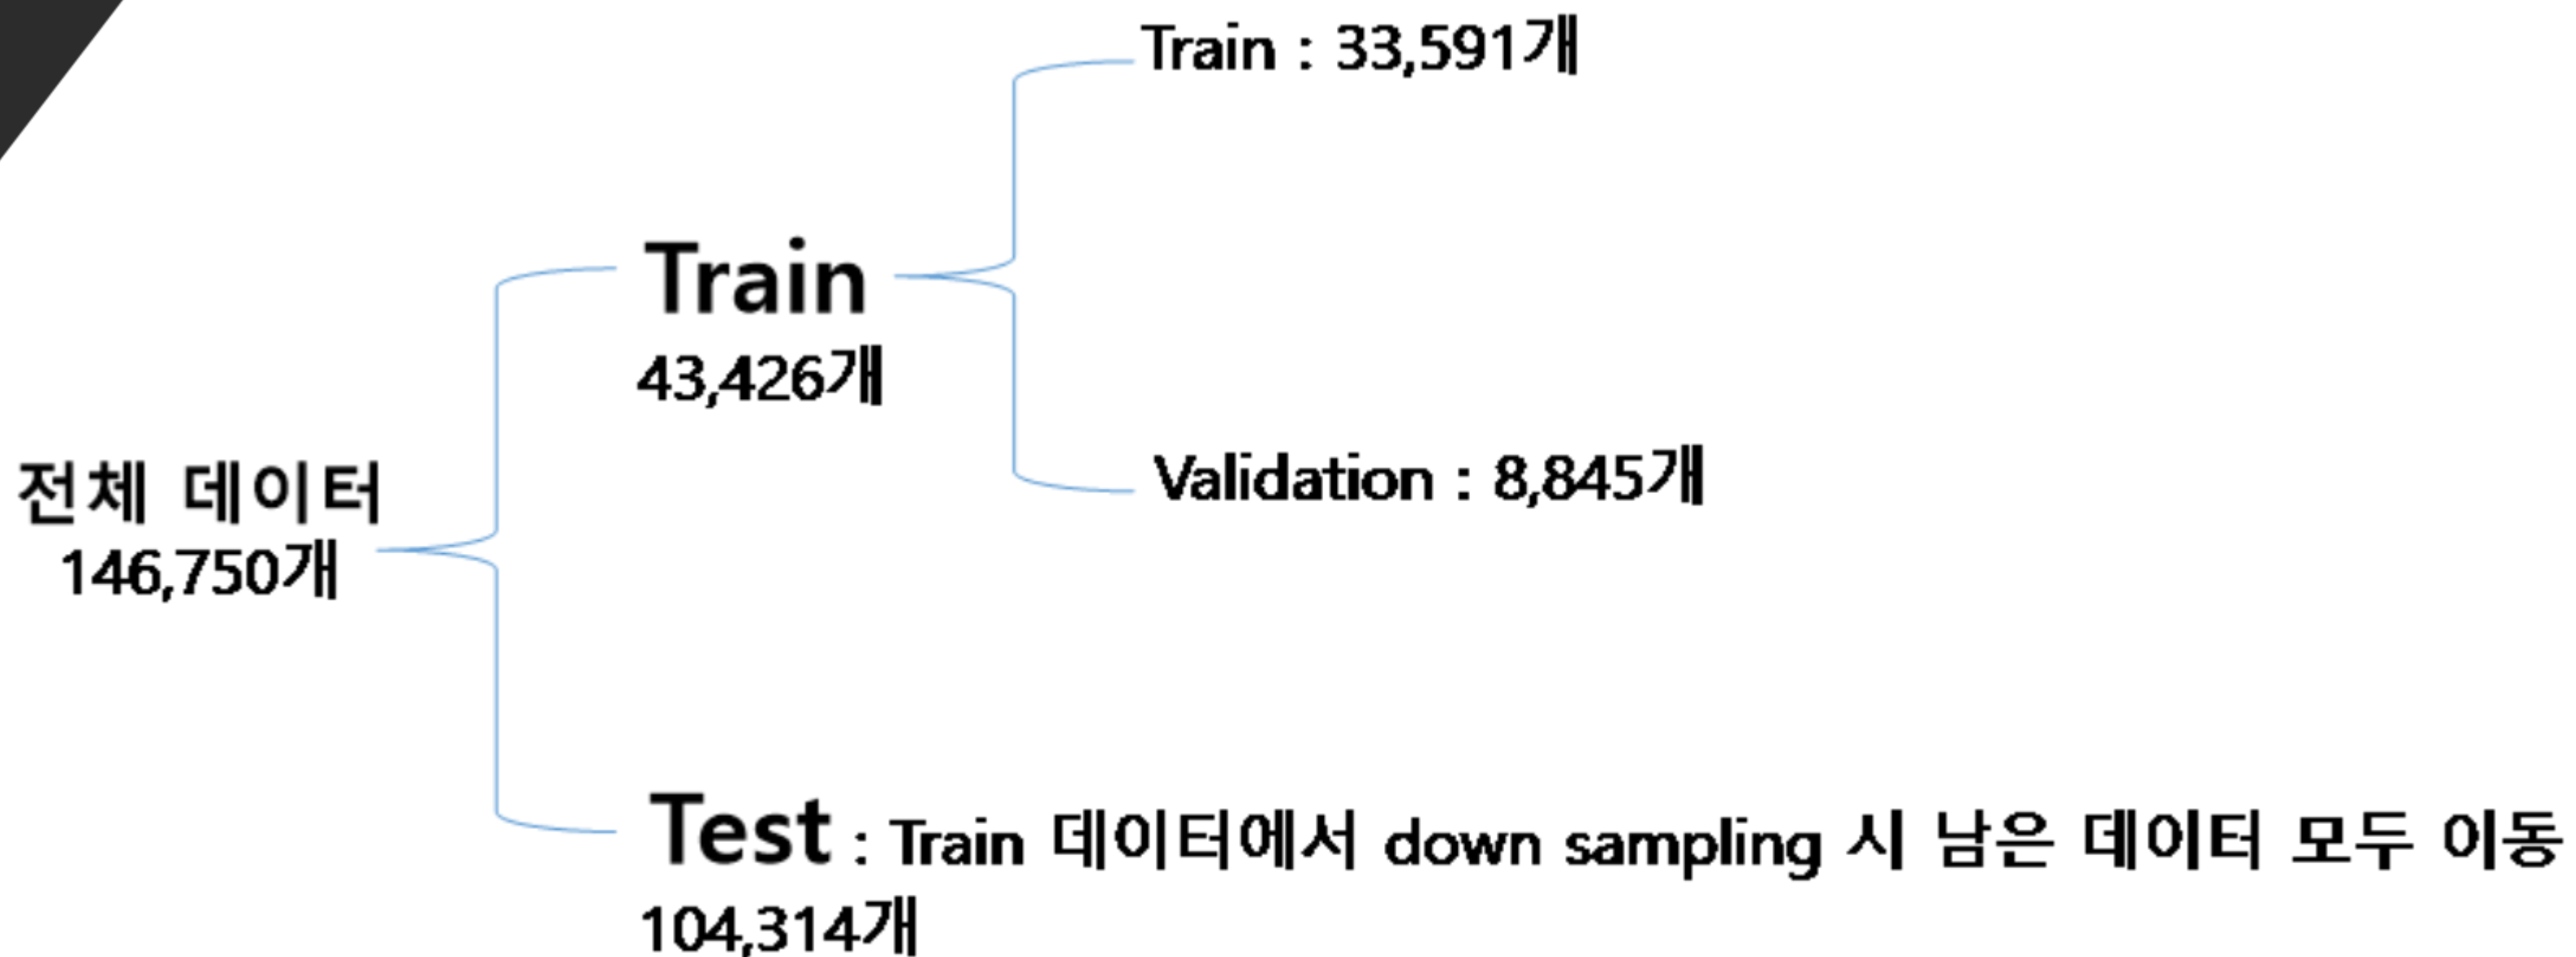 Train : 33,591개
Train
43,426개
Validation : 8,845개
전체 데이터
146,750개
Test : Train 데이터에서 down sampling 시 남은 데이터 모두 이동
104,314개